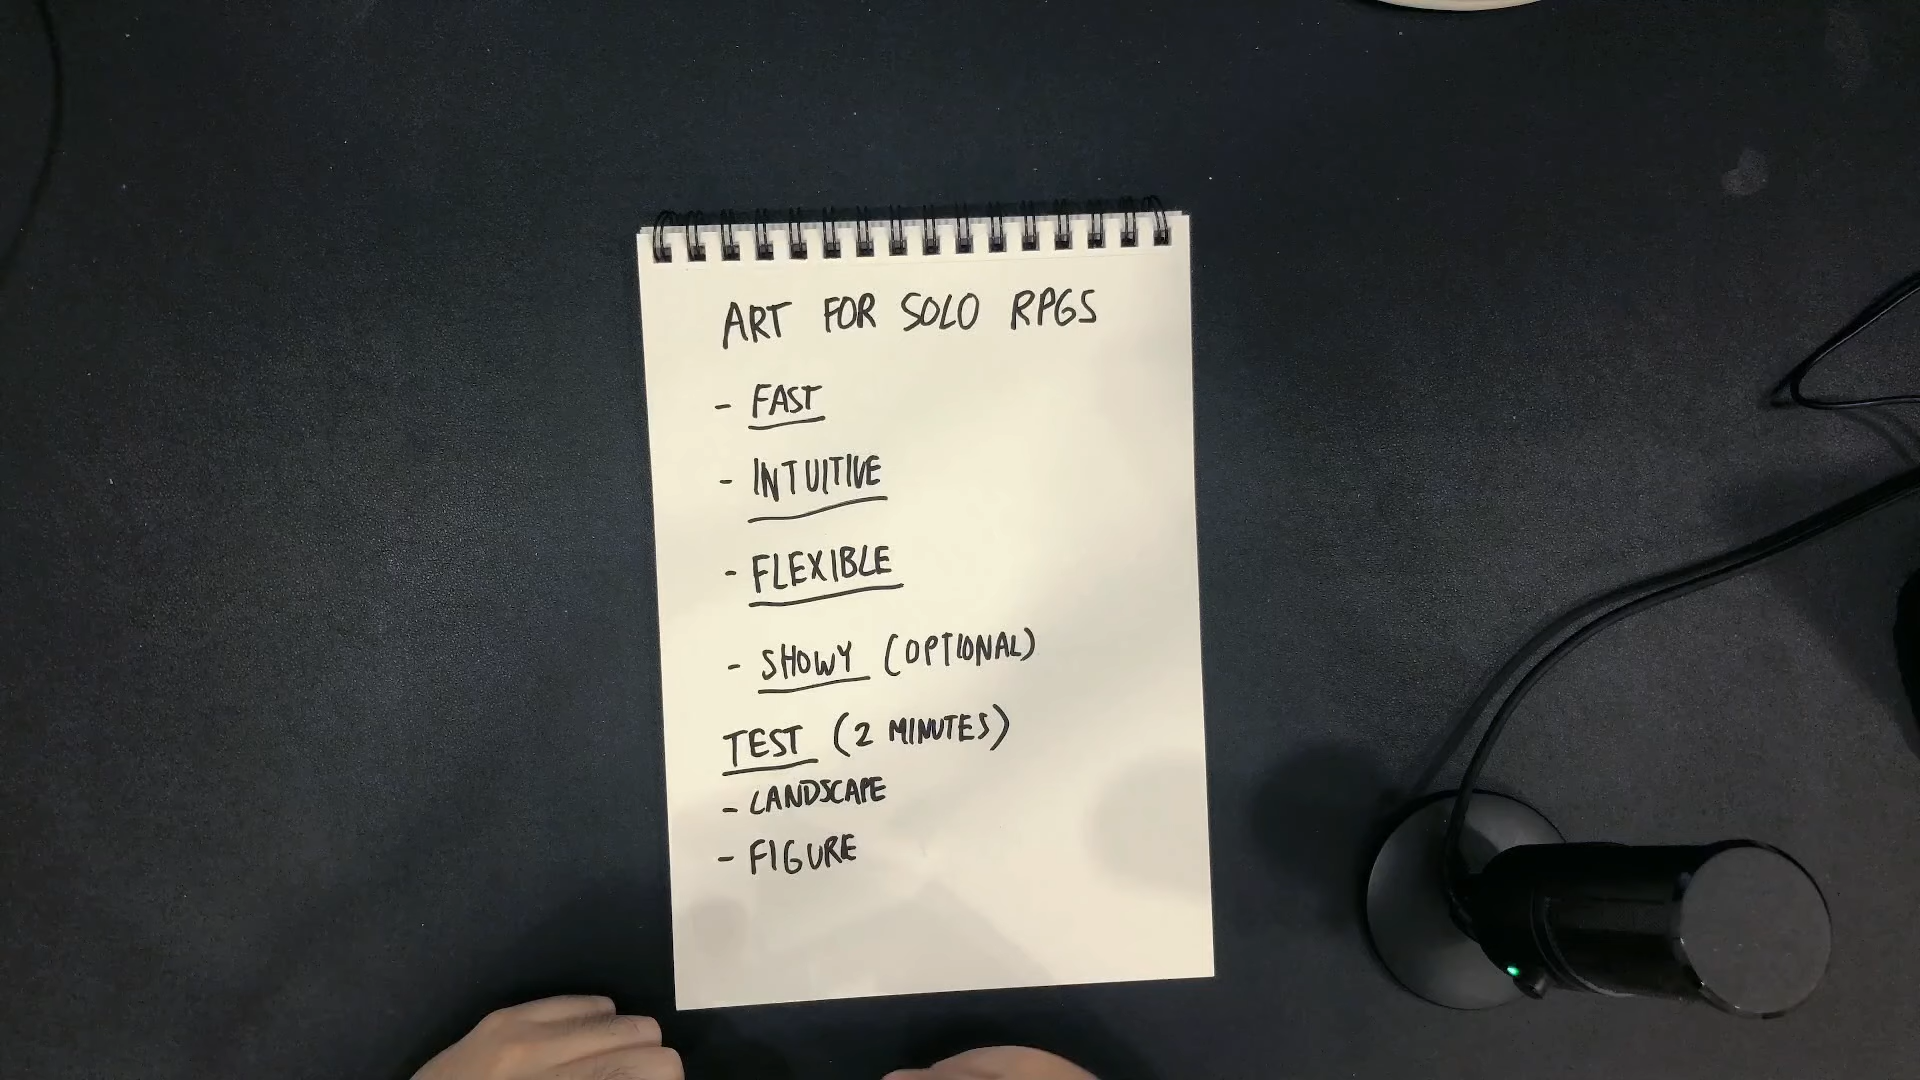 ART FOR SOLO RPGS
- FAST
- INTUITIVE
- FLEXIBLE
- SHOWY (OPTIONAL)
TEST (2 MINUTES)
- LANDSCAPE
- FIGURE